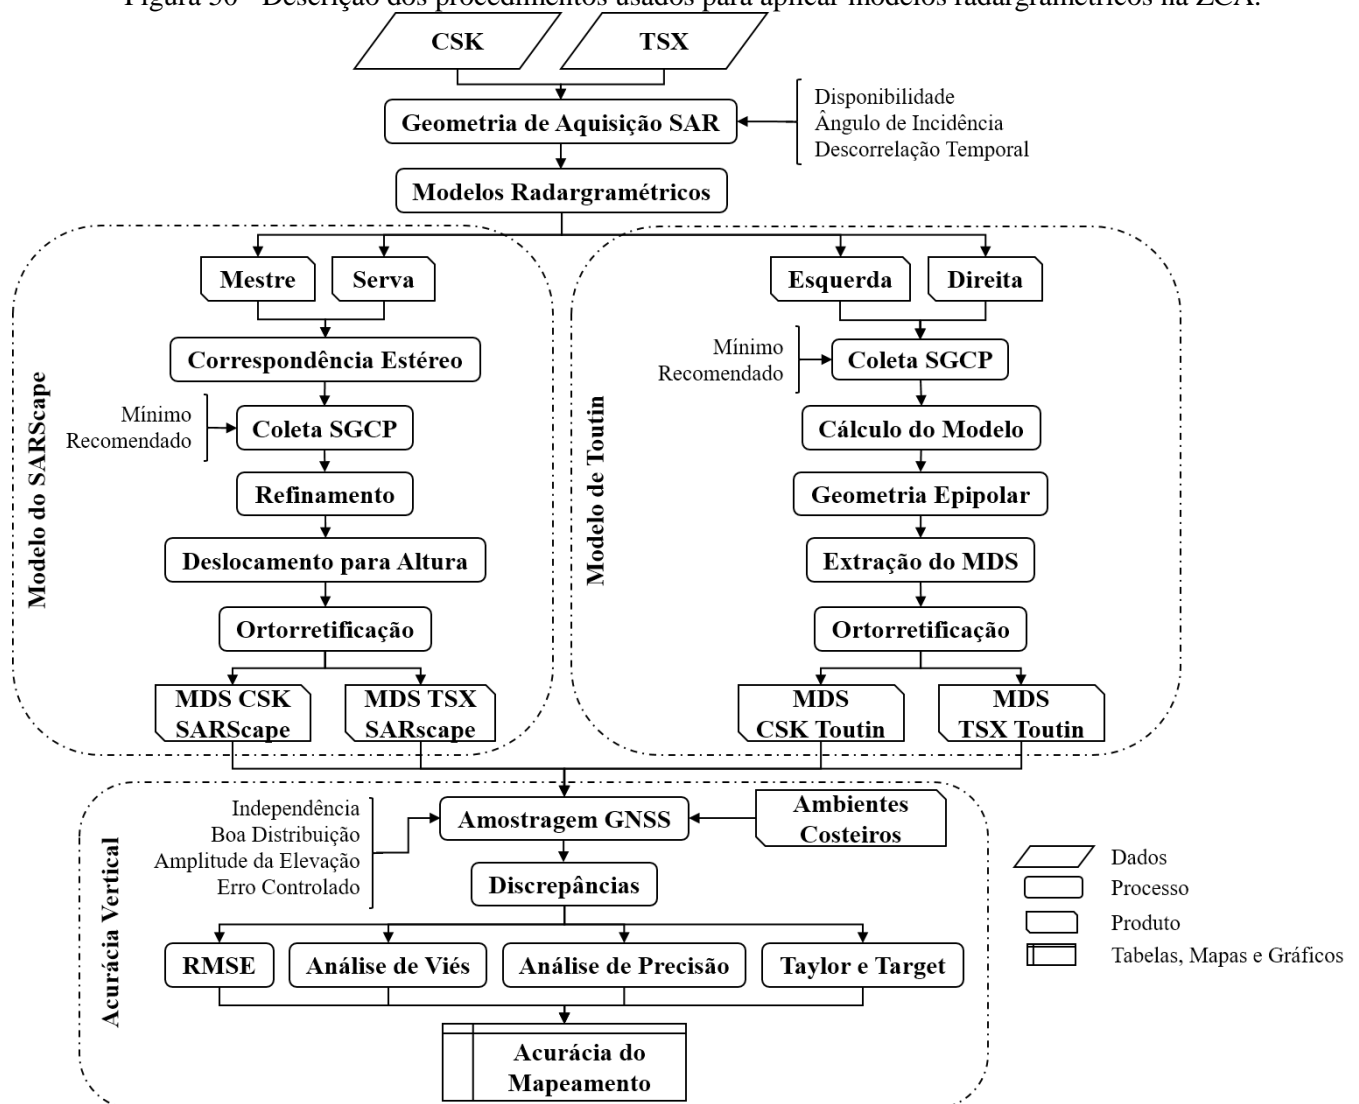 Figura 30 - Descrição dos procedimentos usados para aplicar modelos radargramétricos na ZCA.
CSK
TSX
Geometria de Aquisição SAR
Disponibilidade
Ângulo de Incidência
Descorrelação Temporal
Modelos Radargramétricos
Modelo do SARScape
Mestre
Serva
Correspondência Estéreo
Mínimo
Recomendado
Coleta SGCP
Refinamento
Deslocamento para Altura
Ortorretificação
MDS CSK
SARScape
MDS TSX
SARscape
Modelo de Toutin
Esquerda
Direita
Mínimo
Recomendado
Coleta SGCP
Cálculo do Modelo
Geometria Epipolar
Extração do MDS
Ortorretificação
MDS
CSK Toutin
MDS
TSX Toutin
Acurácia Vertical
Independência
Boa Distribuição
Amplitude da Elevação
Erro Controlado
Amostragem GNSS
Ambientes
Costeiros
Discrepâncias
RMSE
Análise de Viés
Análise de Precisão
Taylor e Target
Acurácia do
Mapeamento
Dados
Processo
Produto
Tabelas, Mapas e Gráficos